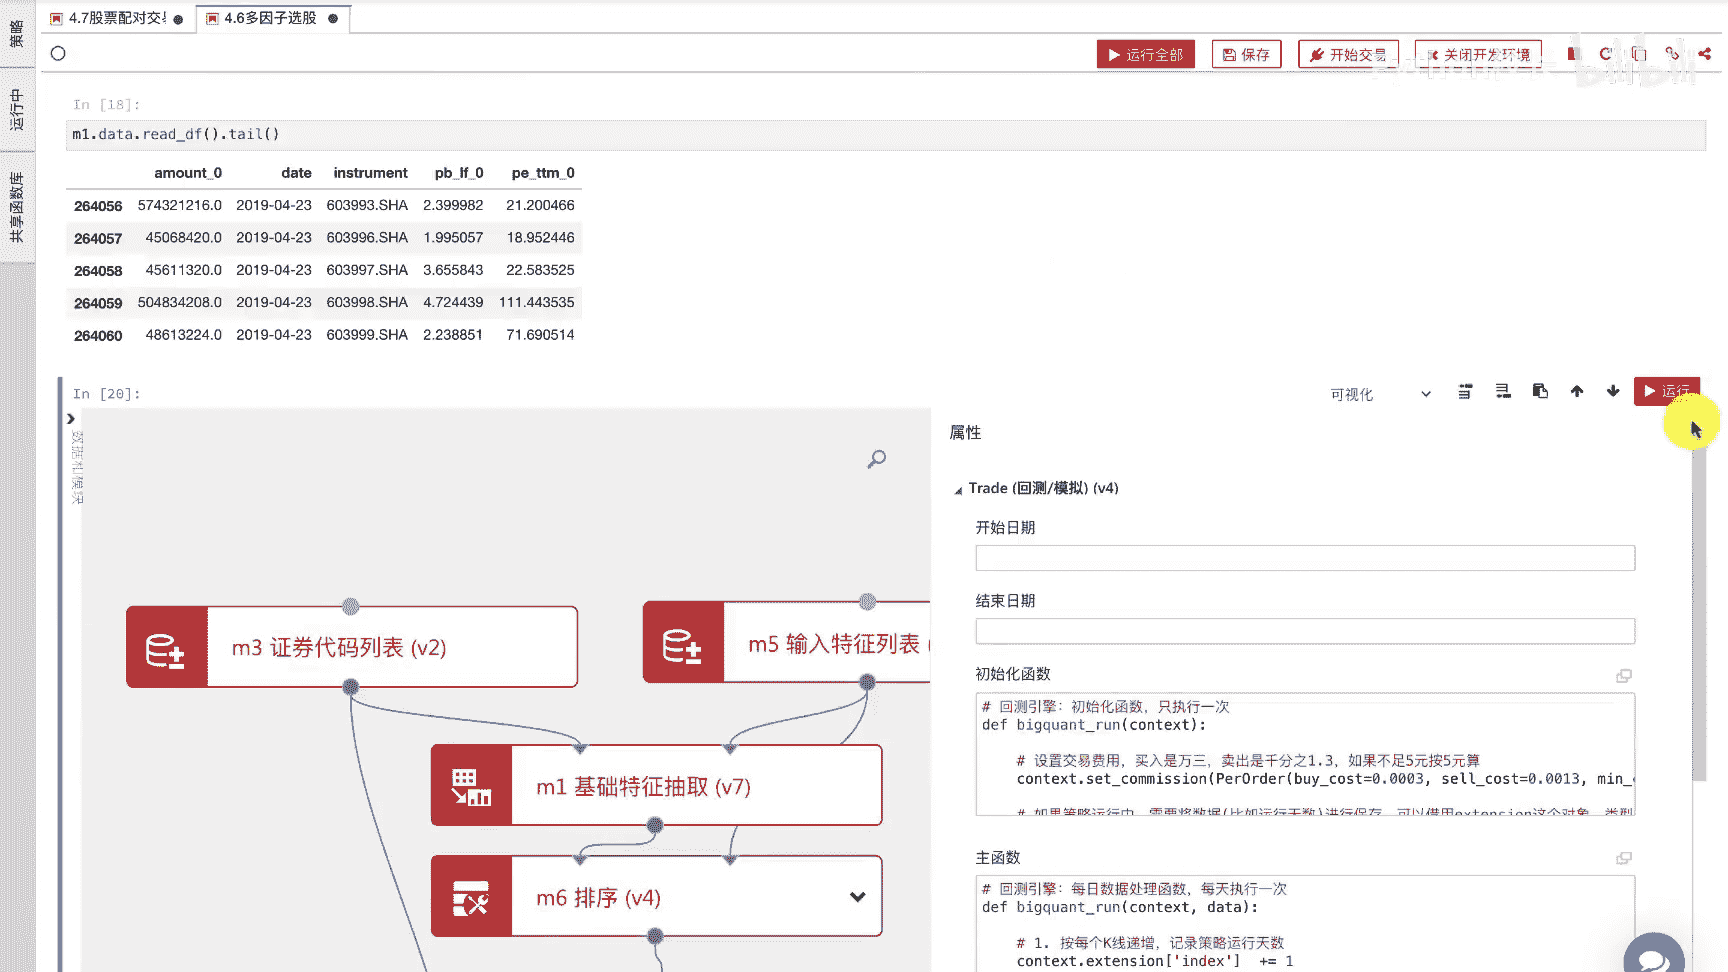 4.7股票配对交易
4.6多因子选股
策略
运行中
共享函数库
运行全部
保存
开始交易
关闭开发环境
bilibili
In [18]:
m1.data.read_df().tail()
amount_0 date instrument pb_lf_0 pe_ttm_0
264056 574321216.0 2019-04-23 603993.SHA 2.399982 21.200466
264057 45068420.0 2019-04-23 603996.SHA 1.995057 18.952446
264058 45611320.0 2019-04-23 603997.SHA 3.655843 22.583525
264059 504834208.0 2019-04-23 603998.SHA 4.724439 111.443535
264060 48613224.0 2019-04-23 603999.SHA 2.238851 71.690514
In [20]:
可视化
运行
数据和模块
m3 证券代码列表 (v2)
m5 输入特征列表 (
m1 基础特征抽取 (v7)
m6 排序 (v4)
属性
Trade (回测/模拟) (v4)
开始日期
结束日期
初始化函数
# 回测引擎：初始化函数，只执行一次
def bigquant_run(context):
# 设置交易费用，买入是万三，卖出是千分之1.3，如果不足5元按5元算
context.set_commission(PerOrder(buy_cost=0.0003, sell_cost=0.0013, min_
# 如果策略运行中，需要将数据(比如运行天数)进行保存，可以借用extension这个对象，类型
主函数
# 回测引擎：每日数据处理函数，每天执行一次
def bigquant_run(context, data):
# 1. 按每个K线递增，记录策略运行天数
context.extension['index'] += 1